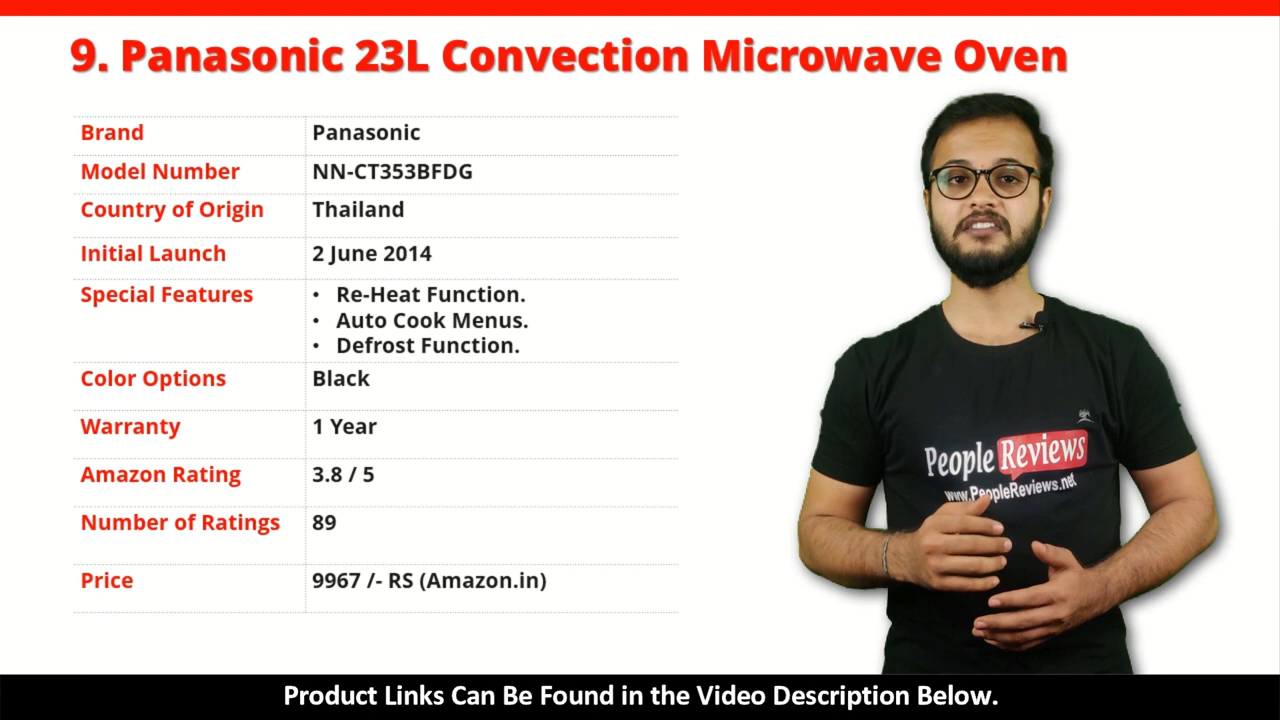 9. Panasonic 23L Convection Microwave Oven
Brand Panasonic
Model Number NN-CT353BFDG
Country of Origin Thailand
Initial Launch 2 June 2014
Special Features • Re-Heat Function.
• Auto Cook Menus.
• Defrost Function.
Color Options Black
Warranty 1 Year
Amazon Rating 3.8 / 5
Number of Ratings 89
Price 9967 /- RS (Amazon.in)
People Reviews
www.PeopleReviews.net
Product Links Can Be Found in the Video Description Below.